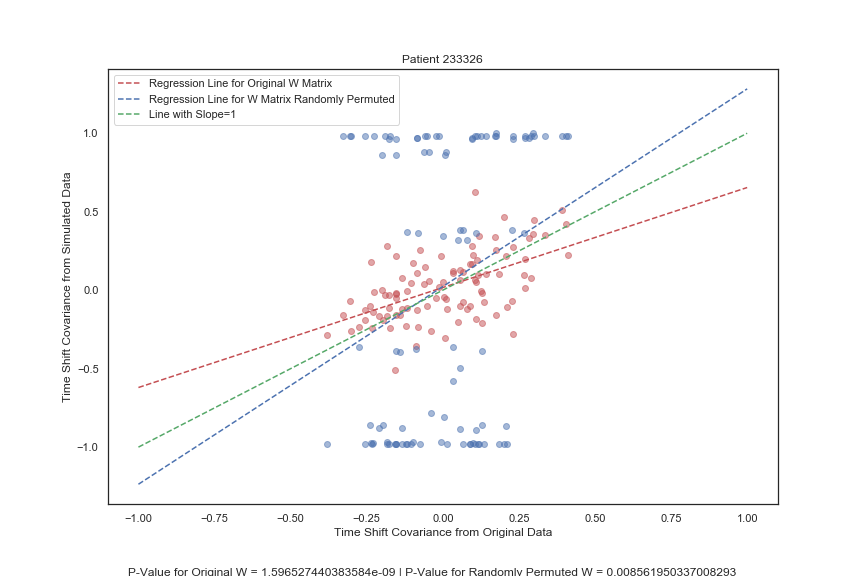 Patient 233326
Regression Line for Original W Matrix
Regression Line for W Matrix Randomly Permuted
Line with Slope=1
Time Shift Covariance from Simulated Data
1.0
0.5
0.0
−0.5
−1.0
−1.00 −0.75 −0.50 −0.25 0.00 0.25 0.50 0.75 1.00
Time Shift Covariance from Original Data
P-Value for Original W = 1.596527440383584e-09 | P-Value for Randomly Permuted W = 0.008561950337008293